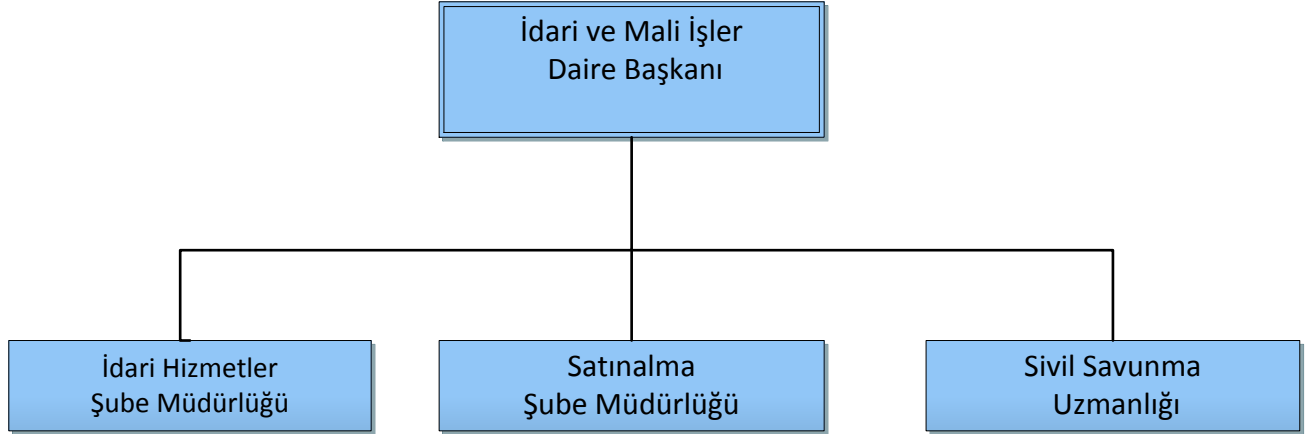 İdari ve Mali İşler
Daire Başkanı
İdari Hizmetler
Şube Müdürlüğü
Satınalma
Şube Müdürlüğü
Sivil Savunma
Uzmanlığı